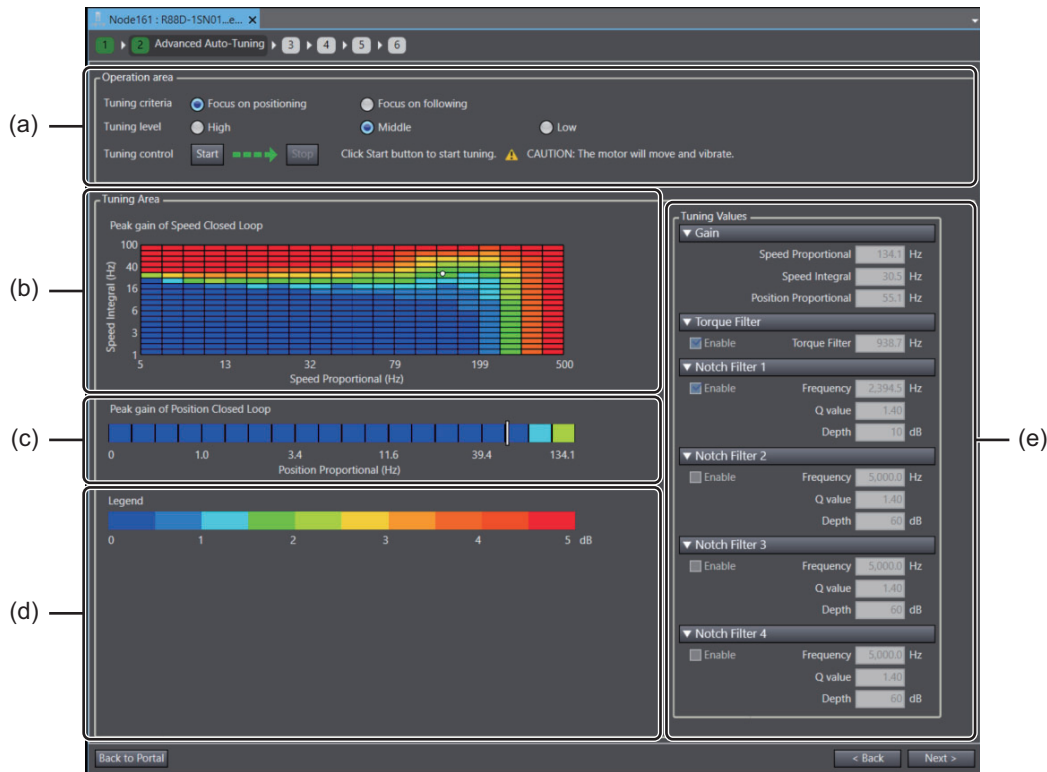 Node161 : R88D-1SN01...e... X
1 2 Advanced Auto-Tuning 3 4 5 6
Operation area
Tuning criteria Focus on positioning Focus on following
Tuning level High Middle Low
Tuning control Start Stop Click Start button to start tuning. CAUTION: The motor will move and vibrate.
(a)
Tuning Area
Peak gain of Speed Closed Loop
Speed Integral (Hz)
100
40
16
6
3
1
5 13 32 79 199 500
Speed Proportional (Hz)
(b)
Peak gain of Position Closed Loop
0 1.0 3.4 11.6 39.4 134.1
Position Proportional (Hz)
(c)
Legend
0 1 2 3 4 5 dB
(d)
Tuning Values
▼ Gain
Speed Proportional 134.1 Hz
Speed Integral 30.5 Hz
Position Proportional 55.1 Hz
▼ Torque Filter
Enable Torque Filter 938.7 Hz
▼ Notch Filter 1
Enable Frequency 2,394.5 Hz
Q value 1.40
Depth 10 dB
▼ Notch Filter 2
Enable Frequency 5,000.0 Hz
Q value 1.40
Depth 60 dB
▼ Notch Filter 3
Enable Frequency 5,000.0 Hz
Q value 1.40
Depth 60 dB
▼ Notch Filter 4
Enable Frequency 5,000.0 Hz
Q value 1.40
Depth 60 dB
(e)
Back to Portal < Back Next >